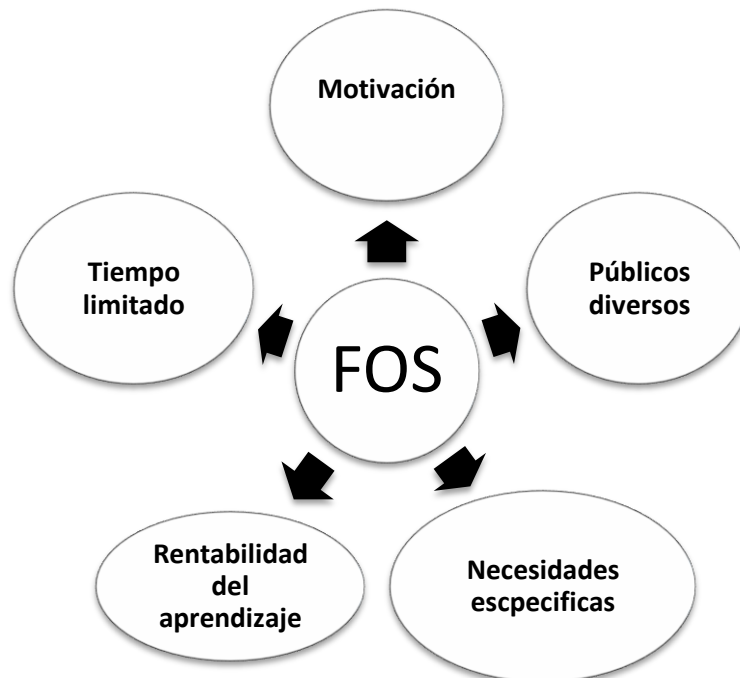 Motivación
Tiempo
limitado
Públicos
diversos
FOS
Rentabilidad
del
aprendizaje
Necesidades
escpecificas